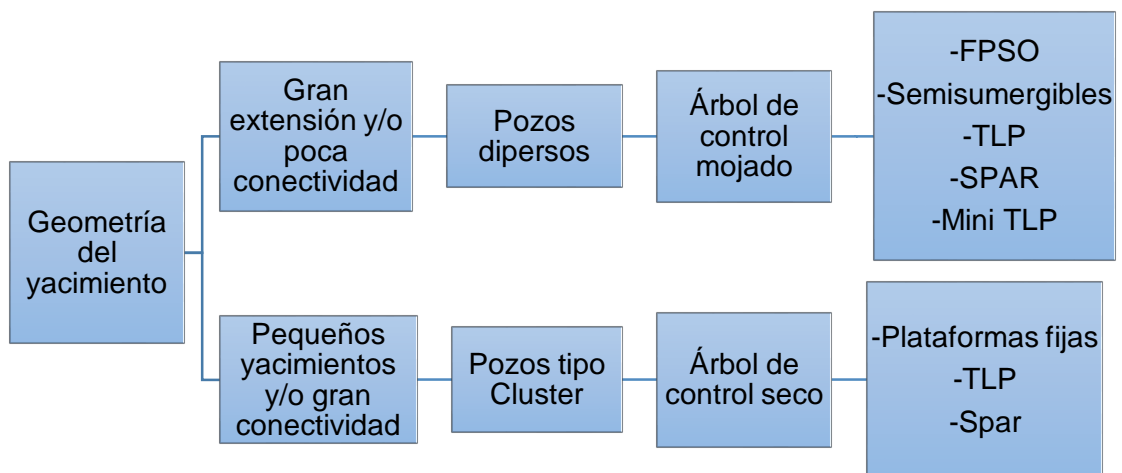 Geometría
del
yacimiento
Gran
extensión y/o
poca
conectividad
Pozos
dipersos
Árbol de
control
mojado
-FPSO
-Semisumergibles
-TLP
-SPAR
-Mini TLP
Pequeños
yacimientos
y/o gran
conectividad
Pozos tipo
Cluster
Árbol de
control seco
-Plataformas fijas
-TLP
-Spar